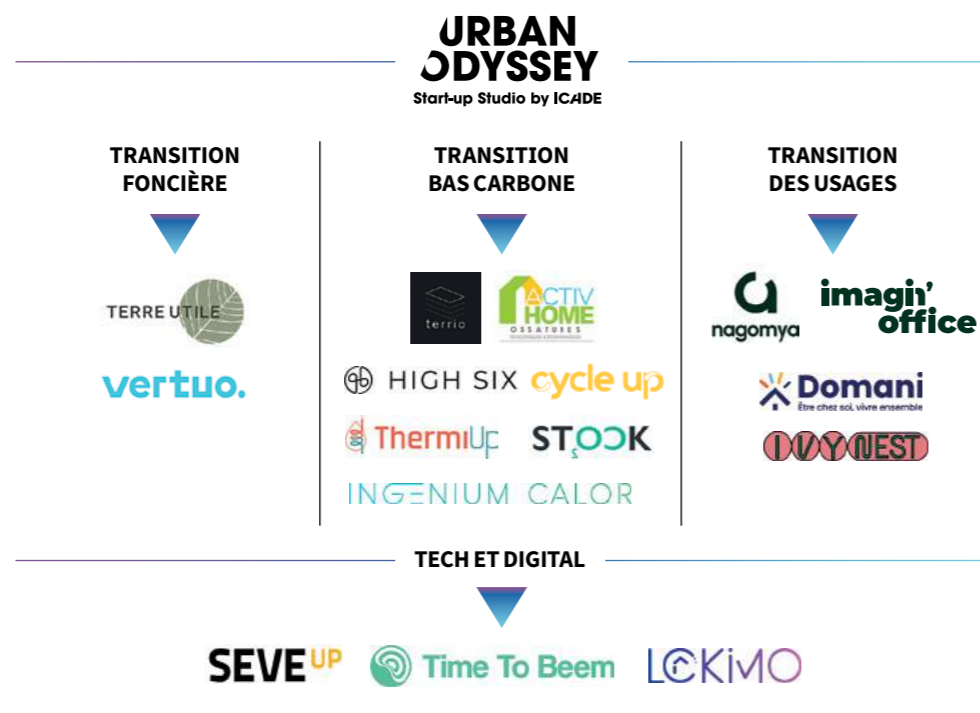 URBAN
ODYSSEY
Start-up Studio by ICADE
TRANSITION
FONCIÈRE
TERRE UTILE
vertuo.
TRANSITION
BAS CARBONE
terrio
ACTIV
HOME
OSSATURES
HIGH SIX
cycle up
ThermiUp
STOCK
INGENIUM CALOR
TRANSITION
DES USAGES
nagomya
imagin'
office
Domani
Être chez soi, vivre ensemble
IVYNEST
TECH ET DIGITAL
SEVE UP
Time To Beem
LOKIMO